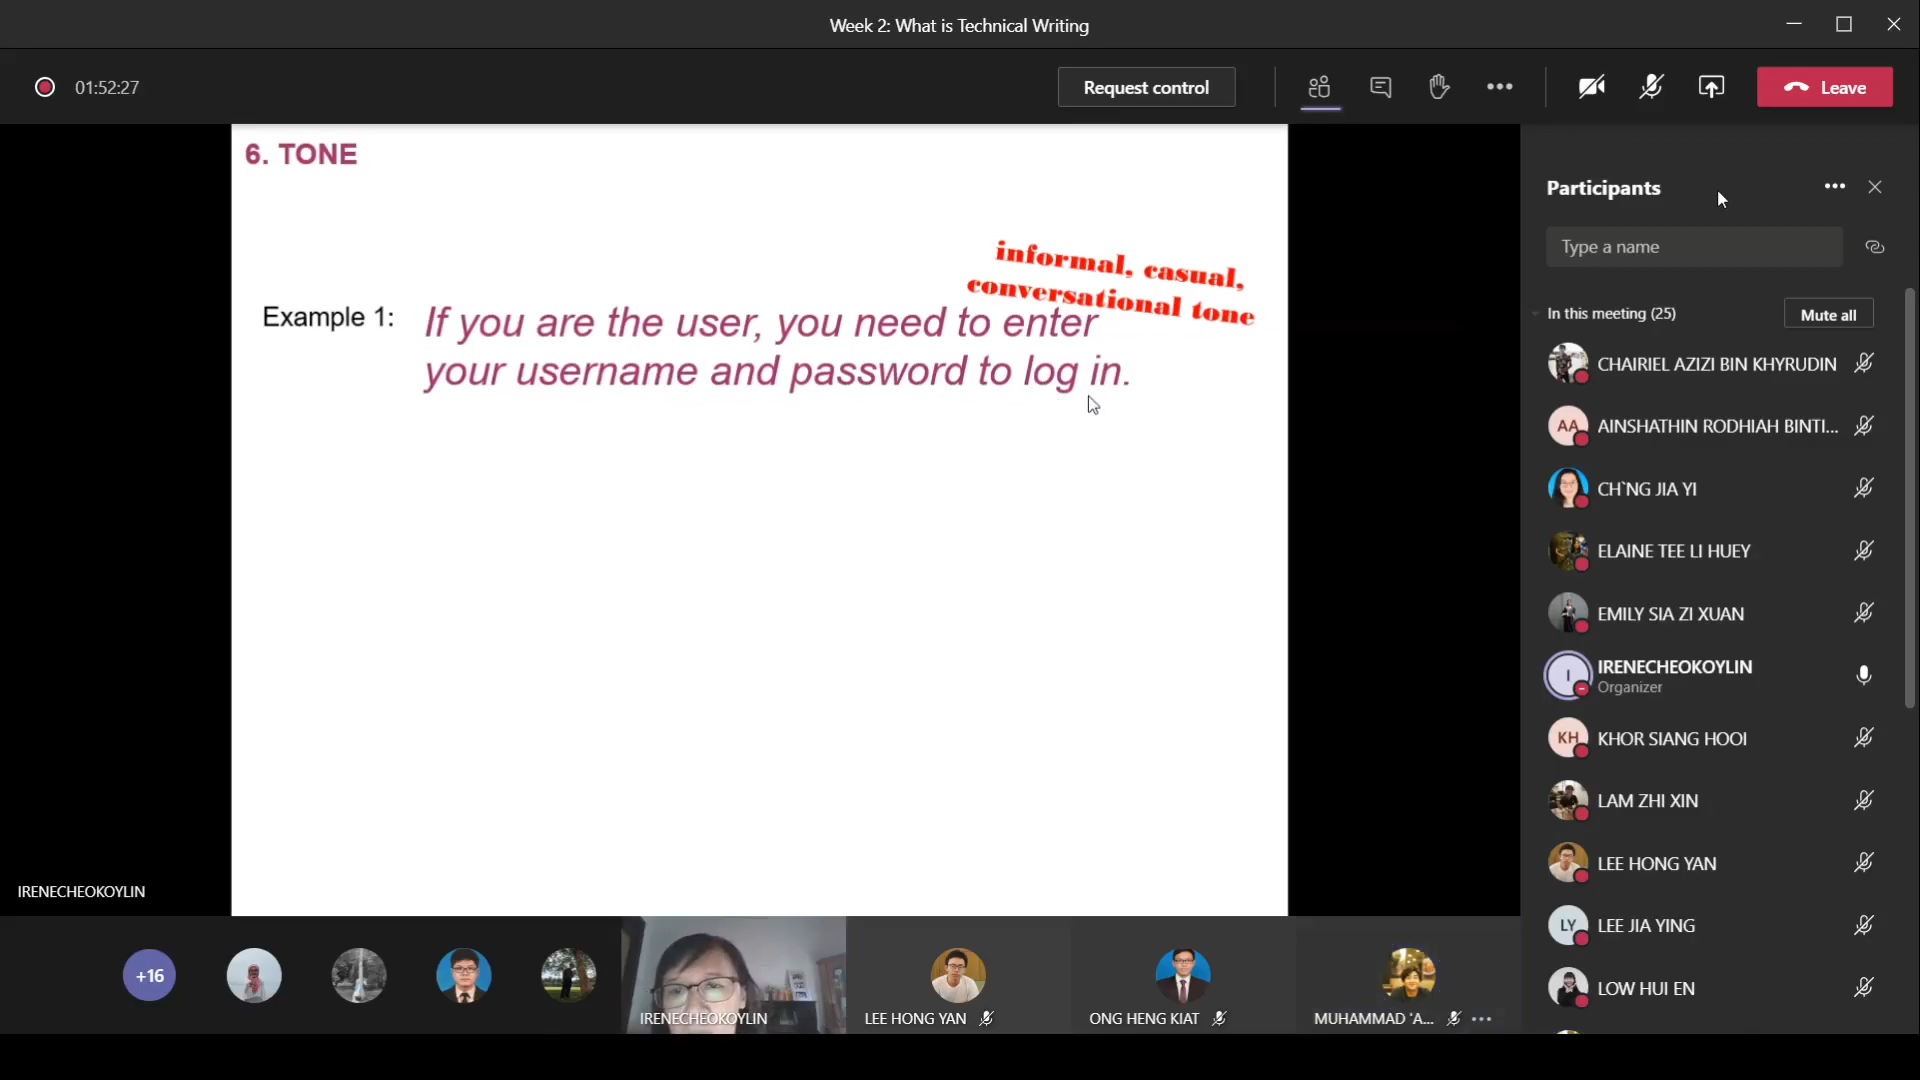 Week 2: What is Technical Writing
01:52:27
Request control
Leave
6. TONE
informal, casual,
conversational tone
Example 1: If you are the user, you need to enter
your username and password to log in.
IRENECHEOKOYLIN
Participants
Type a name
In this meeting (25)
Mute all
CHAIRIEL AZIZI BIN KHYRUDIN
AA
AINSHATHIN RODHIAH BINTI...
CH`NG JIA YI
ELAINE TEE LI HUEY
EMILY SIA ZI XUAN
I
IRENECHEOKOYLIN
Organizer
KH
KHOR SIANG HOOI
LAM ZHI XIN
LEE HONG YAN
LY
LEE JIA YING
LOW HUI EN
+16
IRENECHEOKOYLIN
LEE HONG YAN
ONG HENG KIAT
MUHAMMAD 'A...